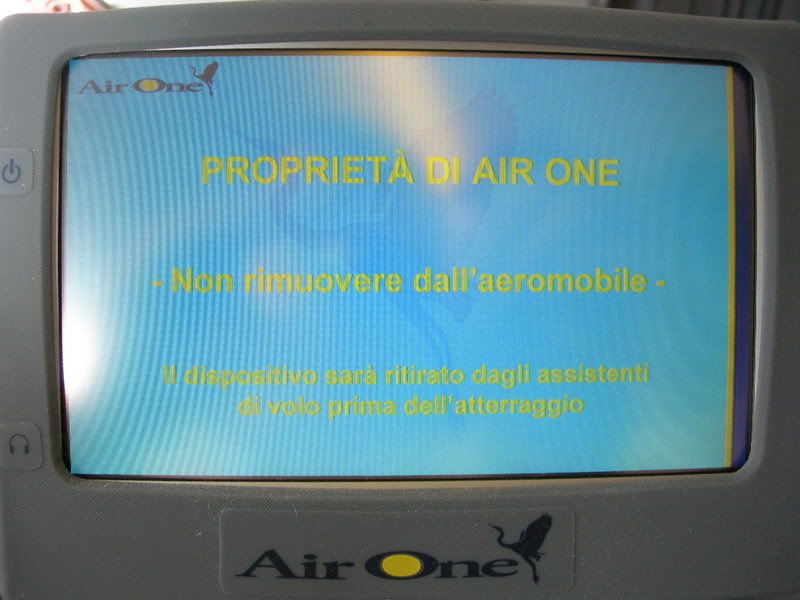 Air One
PROPRIETÀ DI AIR ONE
- Non rimuovere dall'aeromobile -
Il dispositivo sarà ritirato dagli assistenti
di volo prima dell'atterraggio
Air One